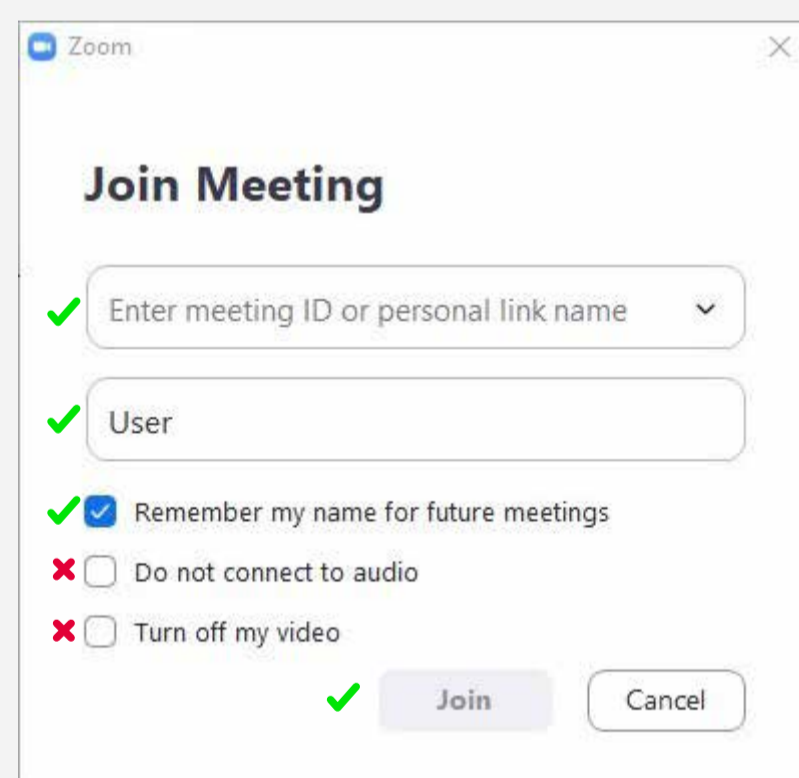 Zoom
Join Meeting
Enter meeting ID or personal link name
User
Remember my name for future meetings
Do not connect to audio
Turn off my video
Join Cancel